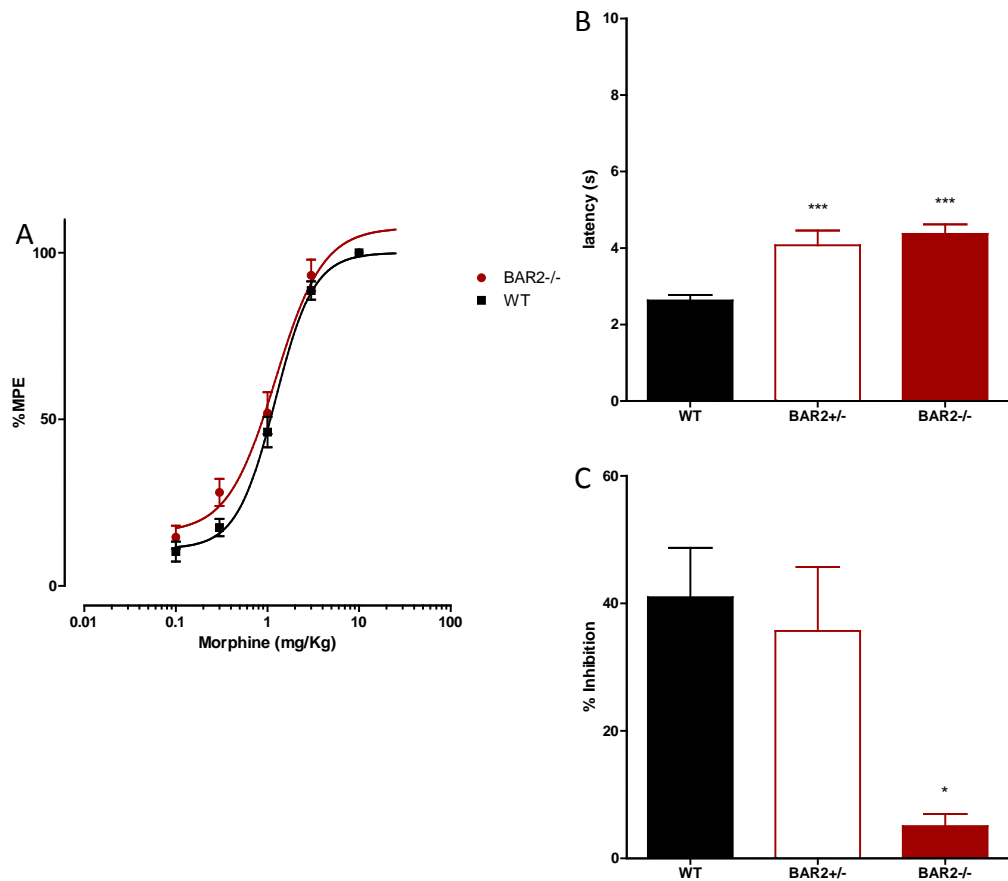 A
%MPE
100
50
0
0.01 0.1 1 10 100
Morphine (mg/Kg)
BAR2-/-
WT
B
latency (s)
10
8
6
4
2
0
*** ***
WT BAR2+/- BAR2-/-
C
% Inhibition
60
40
20
0
*
WT BAR2+/- BAR2-/-